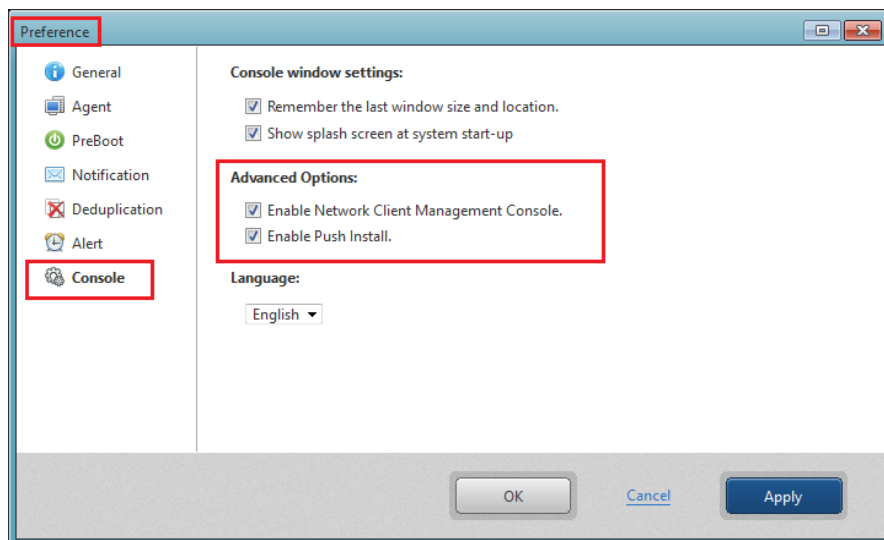 Preference
General
Agent
PreBoot
Notification
Deduplication
Alert
Console
Console window settings:
Remember the last window size and location.
Show splash screen at system start-up
Advanced Options:
Enable Network Client Management Console.
Enable Push Install.
Language:
English
OK
Cancel
Apply